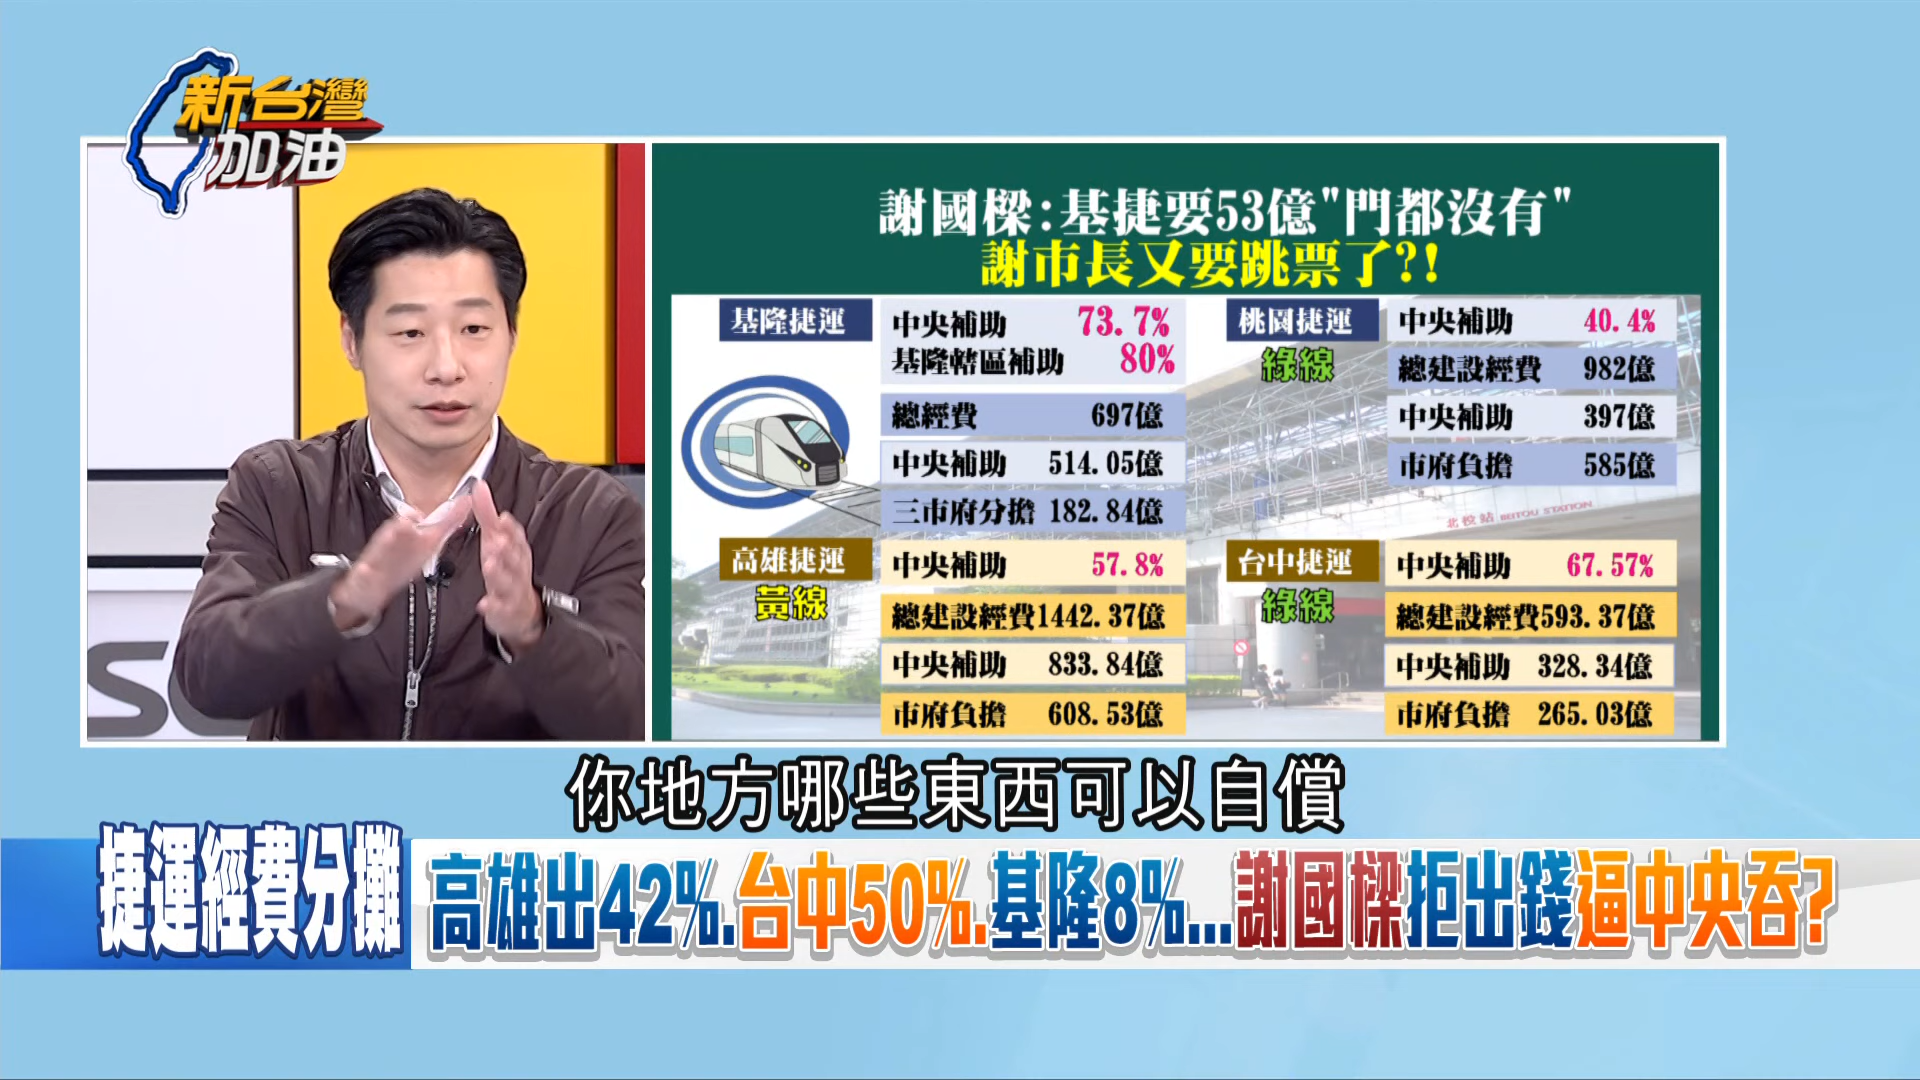 新台灣
加油
謝國樑:基捷要53億"門都沒有"
謝市長又要跳票了?!
基隆捷運
中央補助 73.7%
基隆轄區補助 80%
總經費 697億
中央補助 514.05億
三市府分擔 182.84億
桃園捷運
綠線
中央補助 40.4%
總建設經費 982億
中央補助 397億
市府負擔 585億
北投站 BEITOU STATION
高雄捷運
黃線
中央補助 57.8%
總建設經費1442.37億
中央補助 833.84億
市府負擔 608.53億
台中捷運
綠線
中央補助 67.57%
總建設經費593.37億
中央補助 328.34億
市府負擔 265.03億
你地方哪些東西可以自償
捷運經費分攤
高雄出42%.台中50%.基隆8%...謝國樑拒出錢逼中央吞?